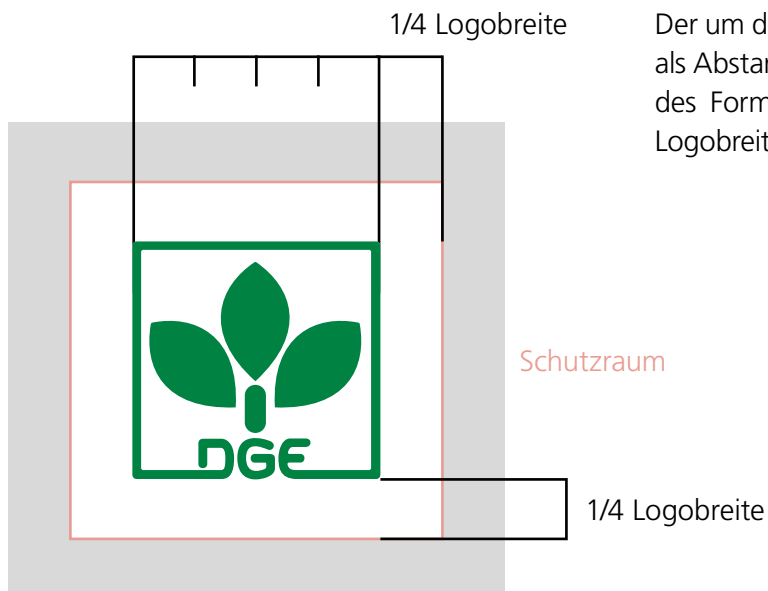 1/4 Logobreite
Der um d
als Abstan
des Form
Logobreit
DGE
Schutzraum
1/4 Logobreite